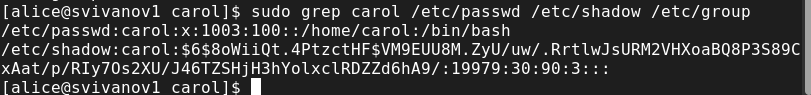 [alice@svivanov1 carol]$ sudo grep carol /etc/passwd /etc/shadow /etc/group
/etc/passwd:carol:x:1003:100::/home/carol:/bin/bash
/etc/shadow:carol:$6$8oWiiQt.4PtzctHF$VM9EUU8M.ZyU/uw/.RrtlwJsURM2VHXoaBQ8P3S89C
xAat/p/RIy7Os2XU/J46TZSHjH3hYolxclRDZZd6hA9/:19979:30:90:3:::
[alice@svivanov1 carol]$